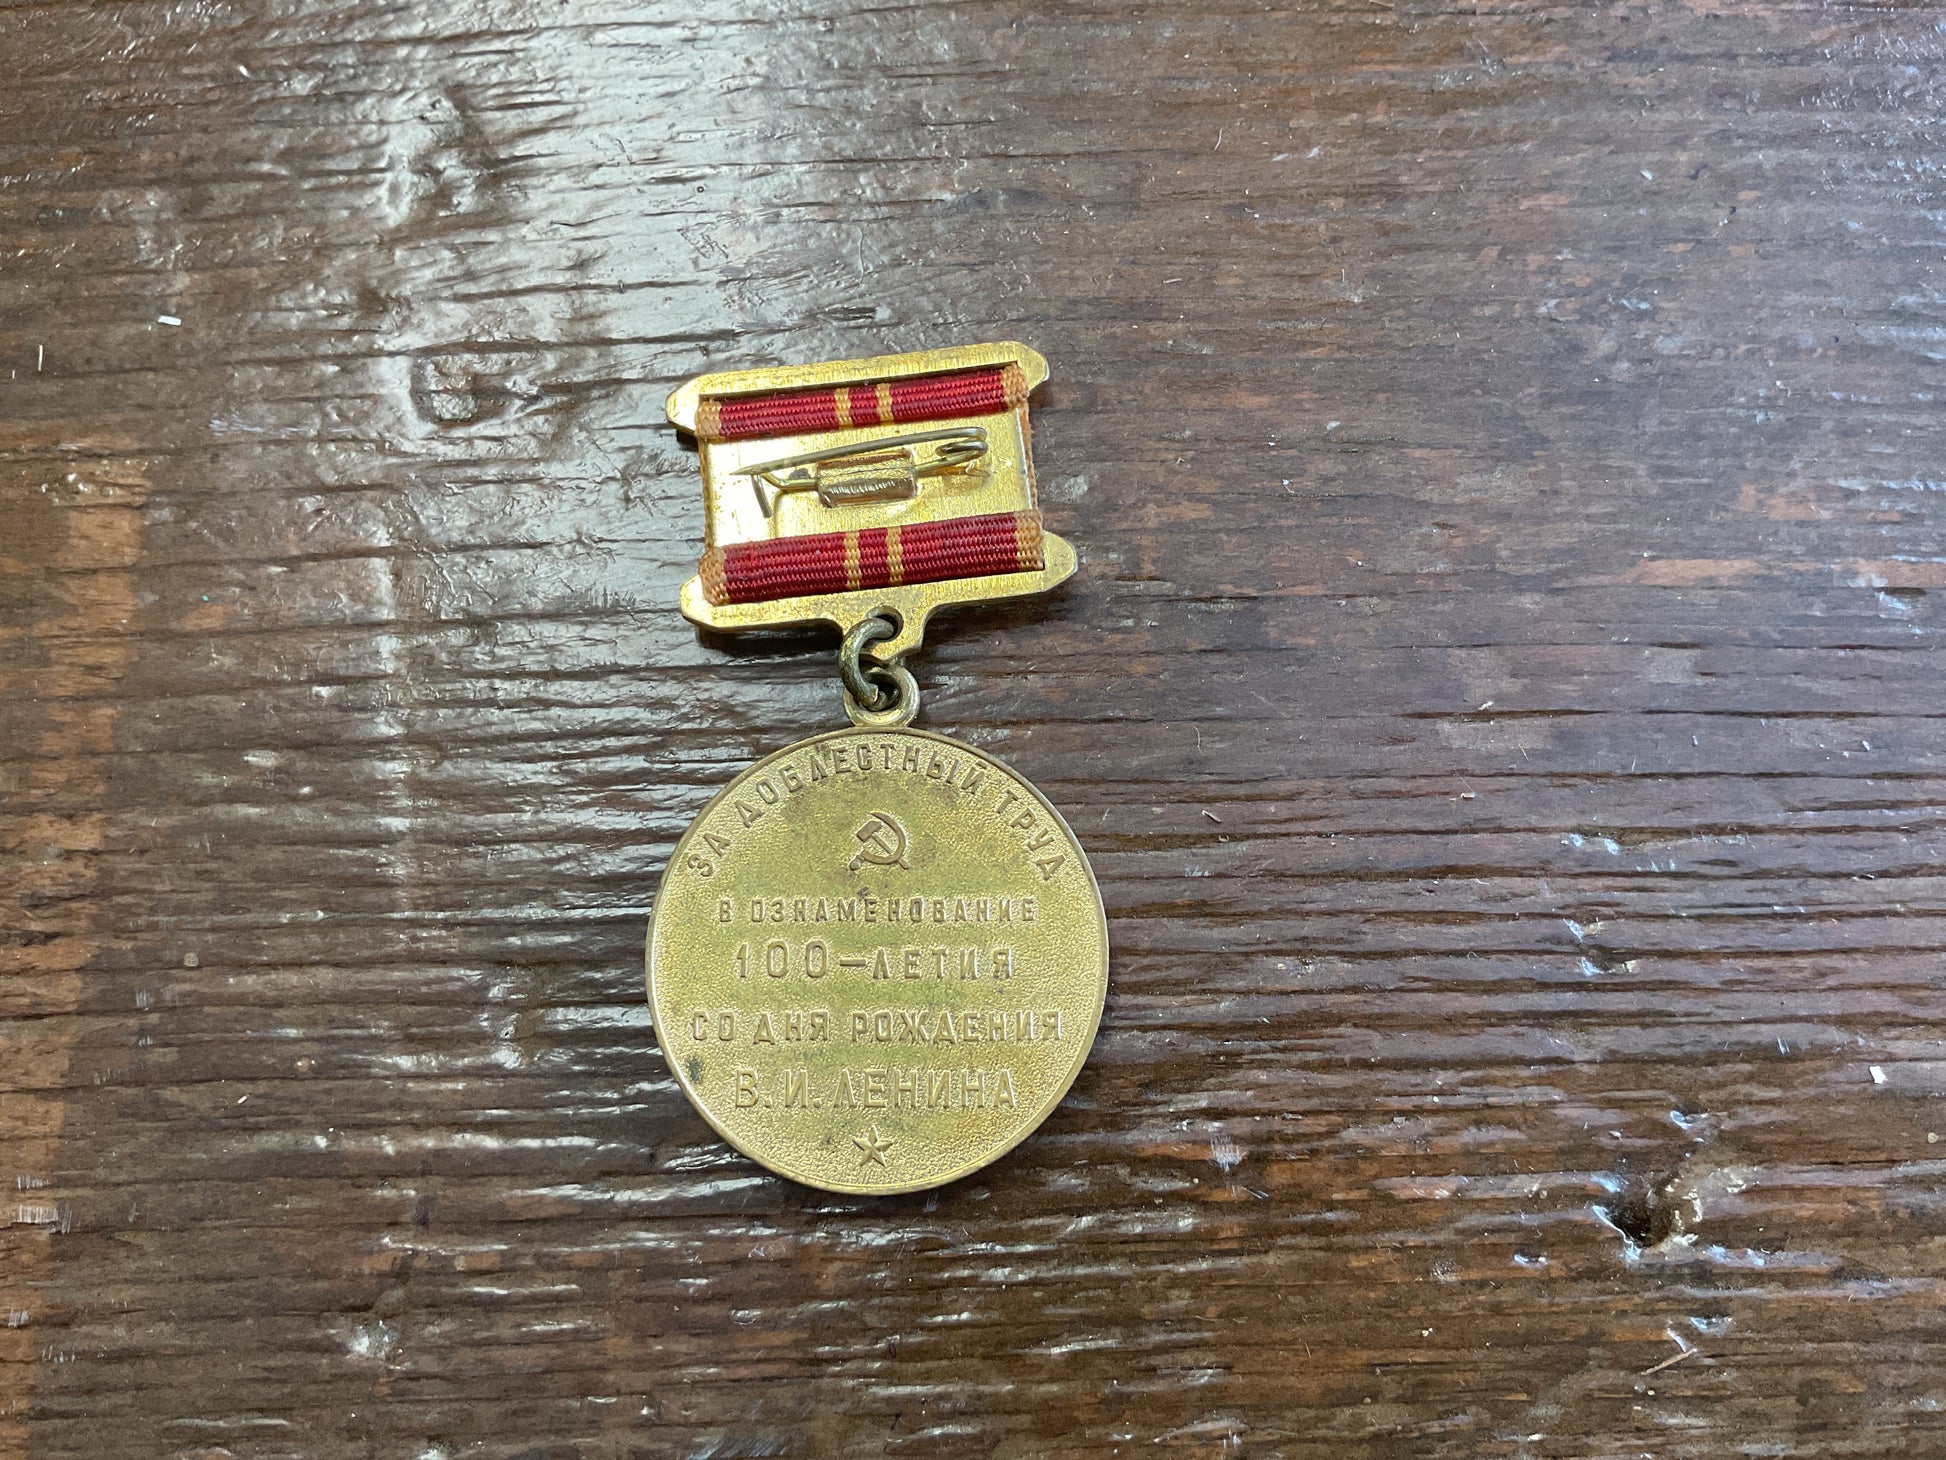 ЗА ДОБЛЕСТНЫЙ ТРУД
В ОЗНАМЕНОВАНИЕ
100-ЛЕТИЯ
СО ДНЯ РОЖДЕНИЯ
В.И.ЛЕНИНА